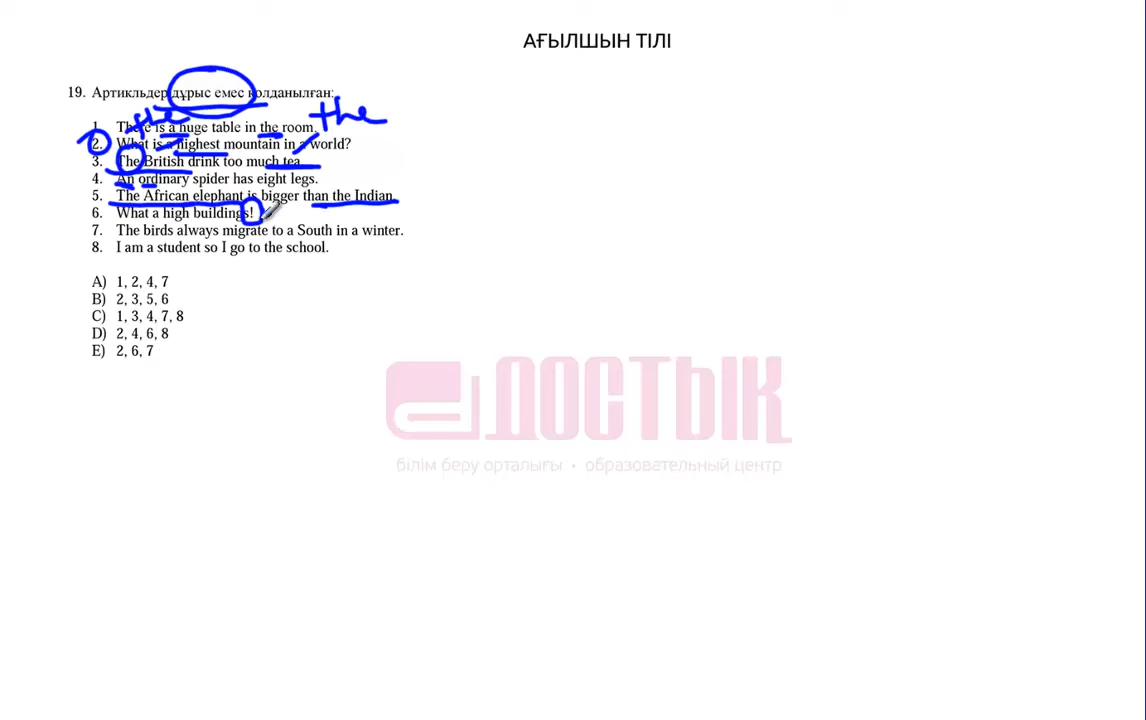 АҒЫЛШЫН ТІЛІ
19. Артикльдер дұрыс емес қолданылған:
the
the
1. There is a huge table in the room.
2. What is a highest mountain in a world?
3. The British drink too much tea.
4. An ordinary spider has eight legs.
5. The African elephant is bigger than the Indian.
6. What a high buildings!
7. The birds always migrate to a South in a winter.
8. I am a student so I go to the school.
A) 1, 2, 4, 7
B) 2, 3, 5, 6
C) 1, 3, 4, 7, 8
D) 2, 4, 6, 8
E) 2, 6, 7
ДОСТЫҚ
білім беру орталығы • образовательный центр